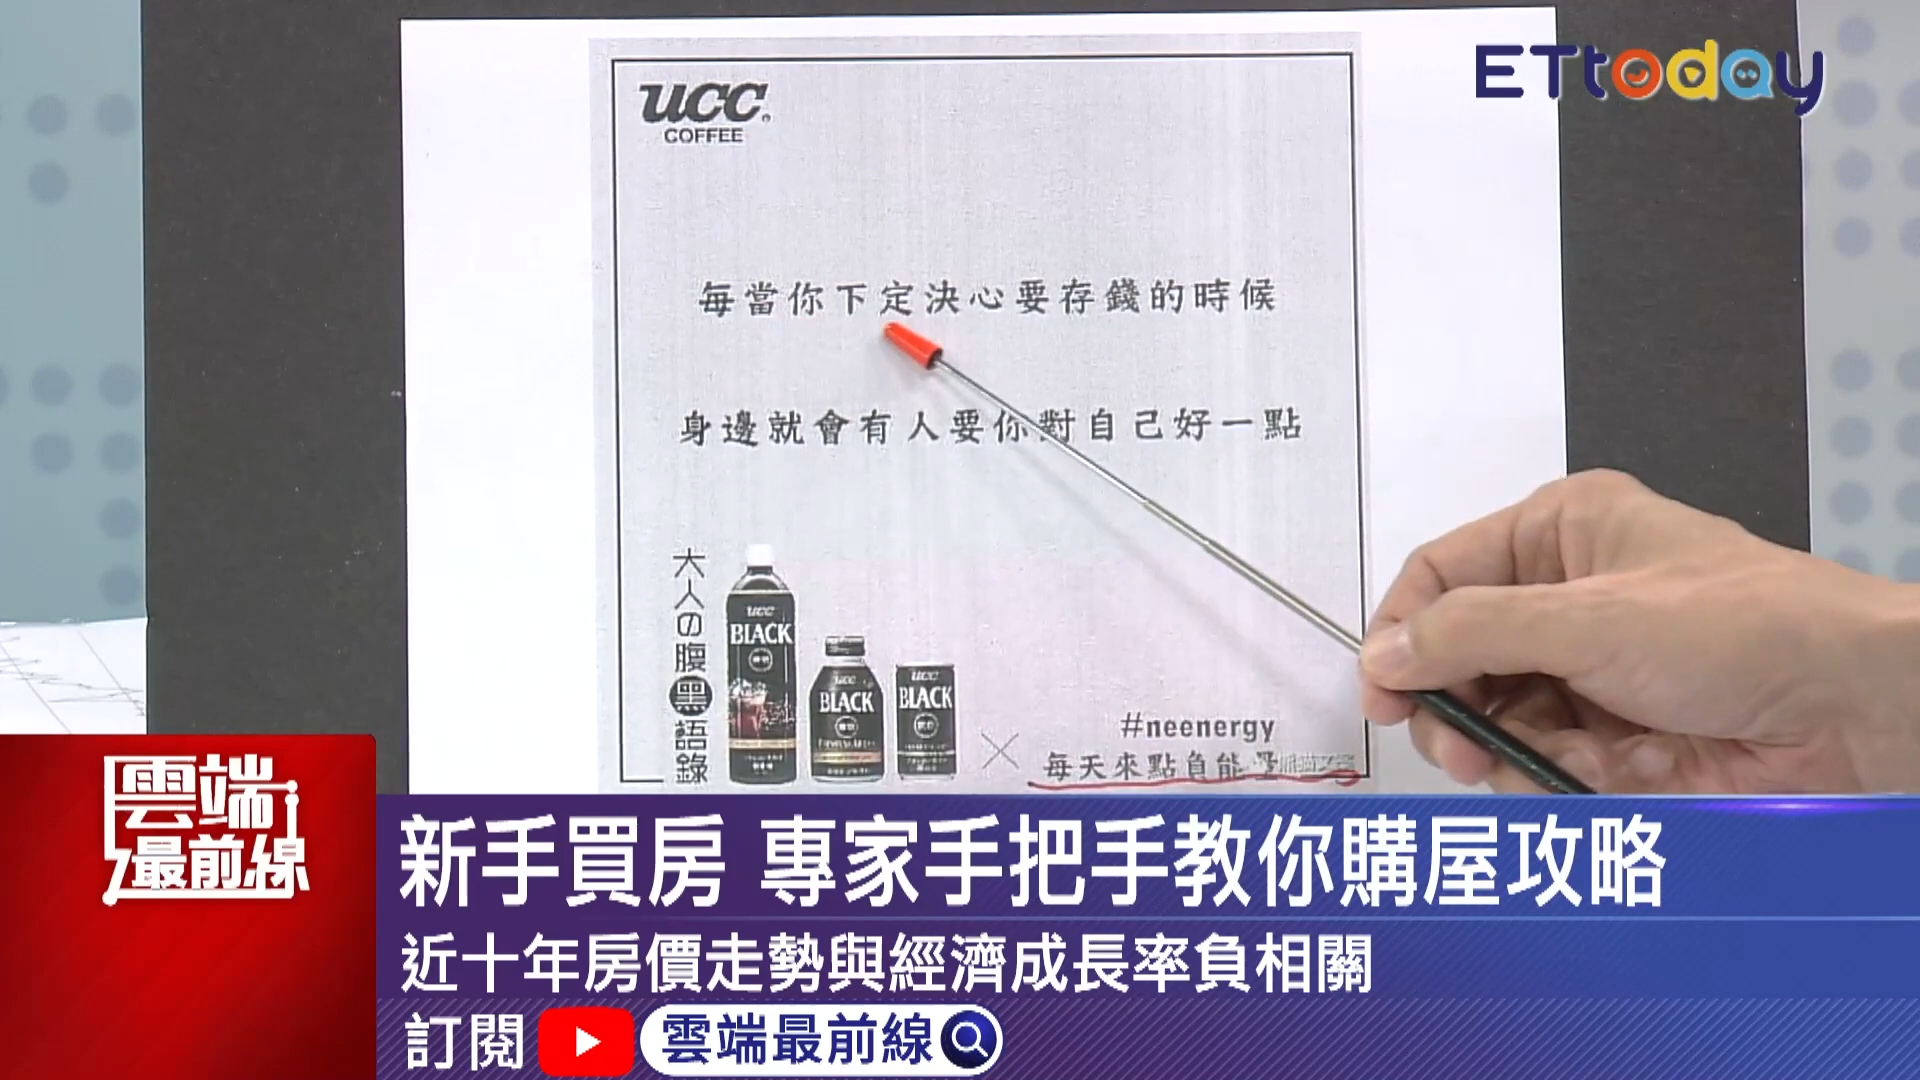 ETtoday
UCC
COFFEE
每當你下定決心要存錢的時候
身邊就會有人要你對自己好一點
大人の腹黑語錄
ucc
BLACK
ucc
BLACK
ucc
BLACK
#neenergy
每天來點負能量
雲端最前線
新手買房 專家手把手教你購屋攻略
近十年房價走勢與經濟成長率負相關
訂閱 雲端最前線